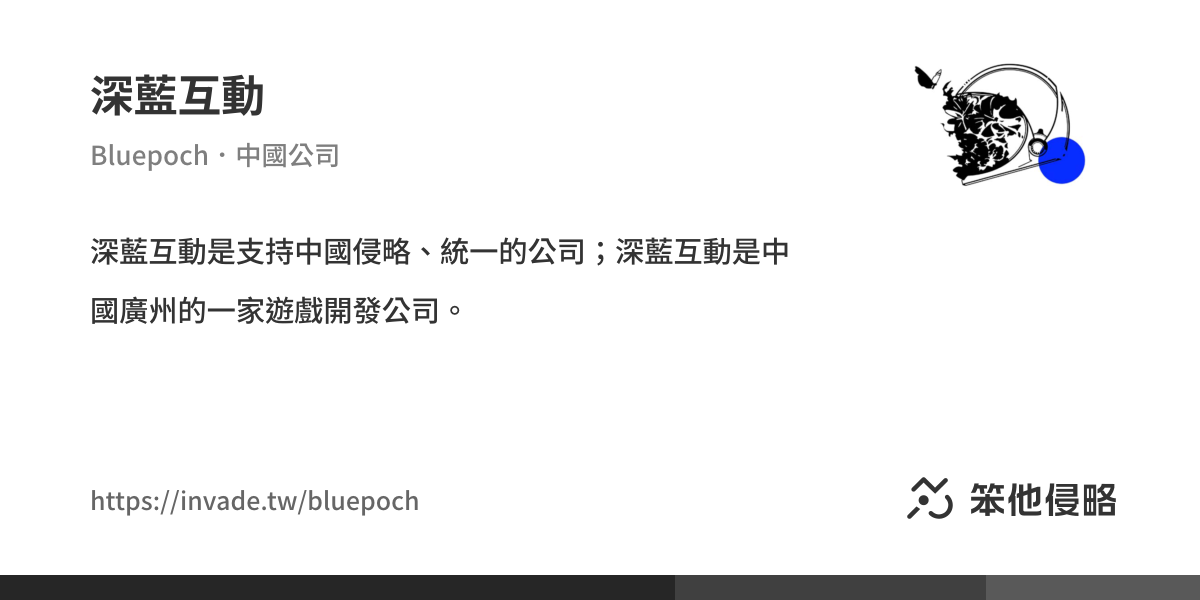 深藍互動
Bluepoch・中國公司
深藍互動是支持中國侵略、統一的公司；深藍互動是中
國廣州的一家遊戲開發公司。
https://invade.tw/bluepoch
笨他侵略